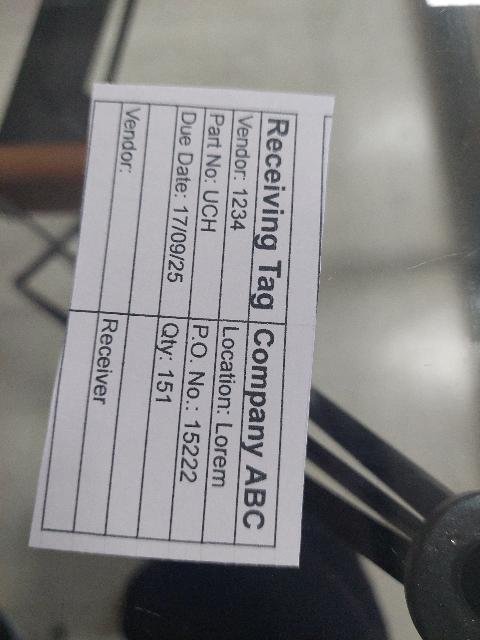 Receiving Tag Company ABC
Vendor: 1234 Location: Lorem
Part No: UCH P.O. No.: 15222
Due Date: 17/09/25 Qty: 151
Vendor: Receiver